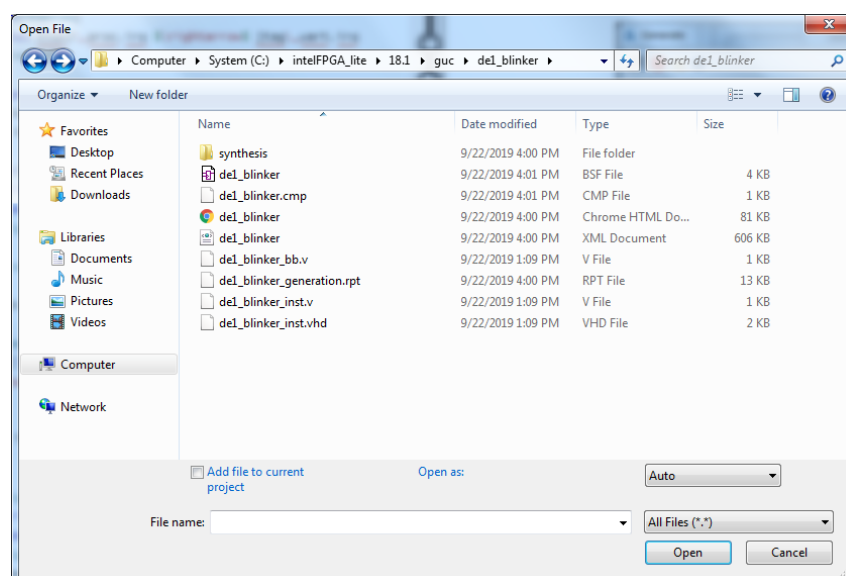 Open File
Computer System (C:) intelFPGA_lite 18.1 guc de1_blinker Search de1_blinker
Organize New folder
Favorites
Desktop
Recent Places
Downloads
Libraries
Documents
Music
Pictures
Videos
Computer
Network
Name Date modified Type Size
synthesis 9/22/2019 4:00 PM File folder
de1_blinker 9/22/2019 4:01 PM BSF File 4 KB
de1_blinker.cmp 9/22/2019 4:01 PM CMP File 1 KB
de1_blinker 9/22/2019 4:00 PM Chrome HTML Do... 81 KB
de1_blinker 9/22/2019 4:00 PM XML Document 606 KB
de1_blinker_bb.v 9/22/2019 1:09 PM V File 1 KB
de1_blinker_generation.rpt 9/22/2019 4:00 PM RPT File 13 KB
de1_blinker_inst.v 9/22/2019 1:09 PM V File 1 KB
de1_blinker_inst.vhd 9/22/2019 1:09 PM VHD File 2 KB
Add file to current
project
Open as: Auto
File name: All Files (*.*)
Open Cancel